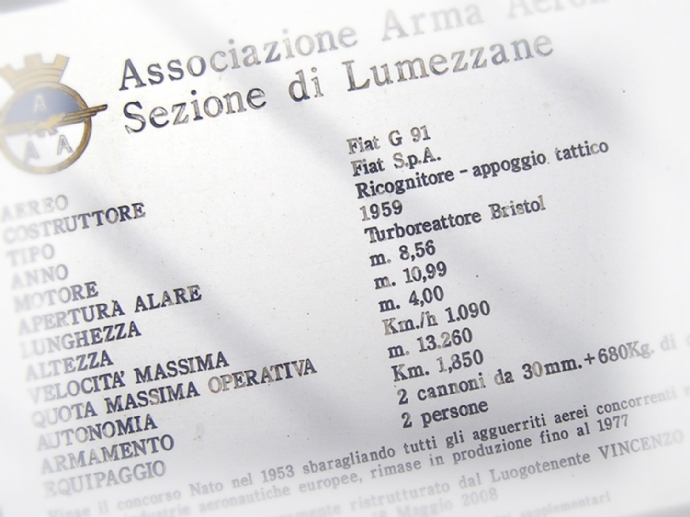 Associazione Arma
Sezione di Lumezzane
A
A A
AEREO Fiat G 91
COSTRUTTORE Fiat S.p.A.
TIPO Ricognitore - appoggio tattico
ANNO 1959
MOTORE Turboreattore Bristol
APERTURA ALARE m. 8,56
LUNGHEZZA m. 10,99
ALTEZZA m. 4,00
VELOCITA' MASSIMA Km./h 1.090
QUOTA MASSIMA OPERATIVA m. 13.260
AUTONOMIA Km. 1,850
ARMAMENTO 2 cannoni da 30mm.+680Kg. di
EQUIPAGGIO 2 persone
il concorso Nato nel 1953 sbaragliando tutti gli agguerriti aerei concorrenti
industrie aeronautiche europee, rimase in produzione fino al 1977
ristrutturato dal Luogotenente VINCENZO
Maggio 2008
supplementari